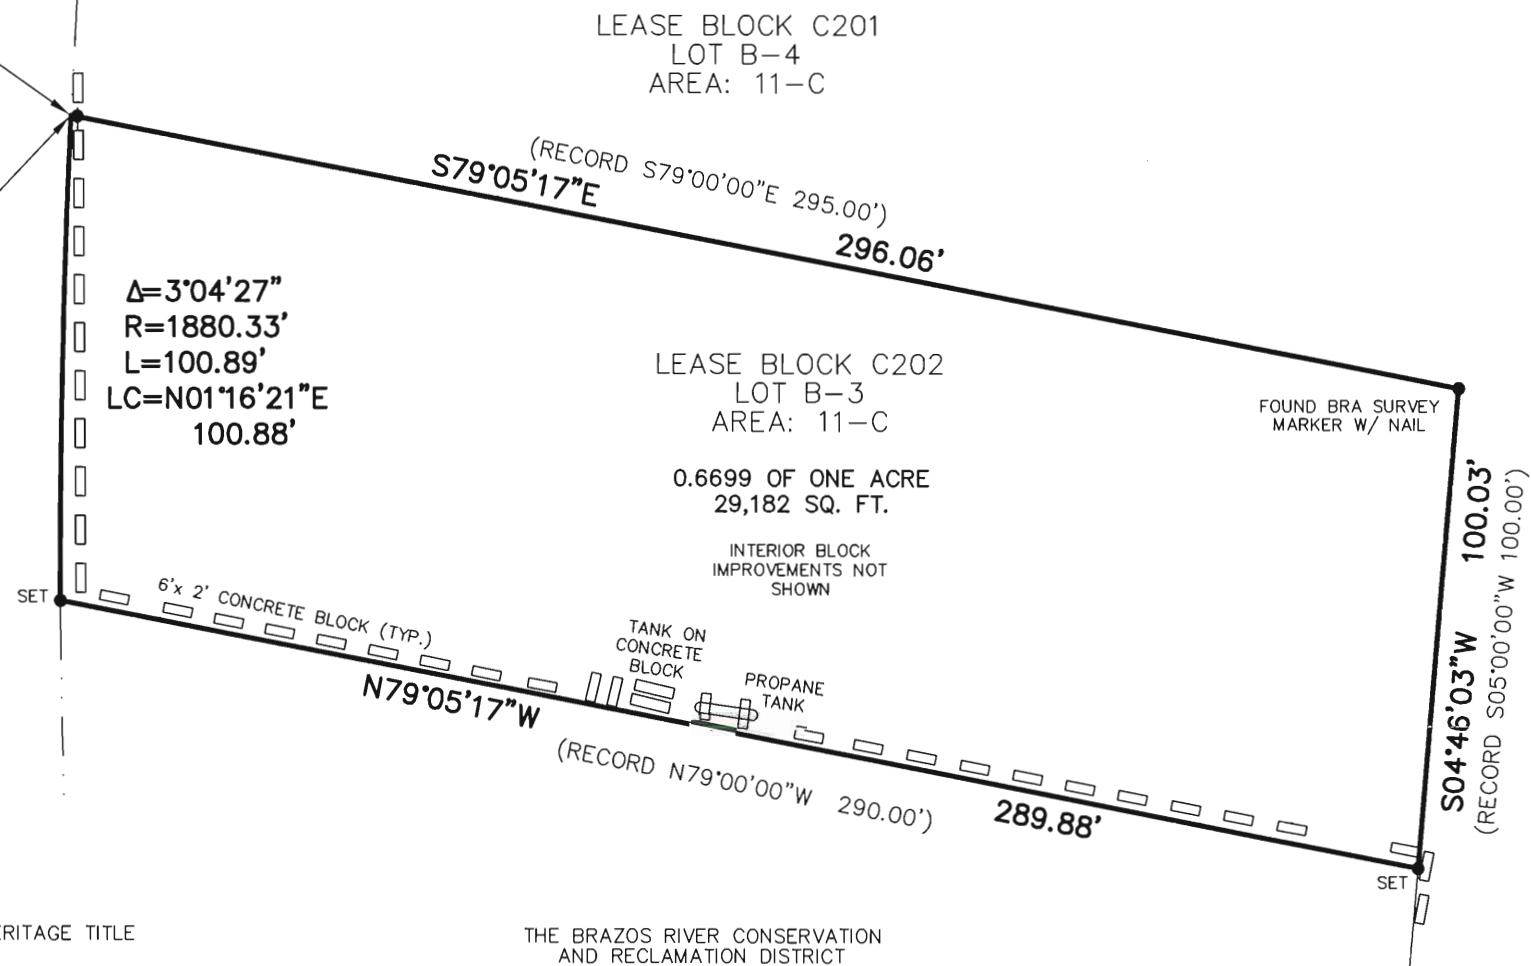 LEASE BLOCK C201
LOT B-4
AREA: 11-C
(RECORD S79°00'00"E 295.00')
S79°05'17"E
296.06'
Δ=3°04'27"
R=1880.33'
L=100.89'
LC=N01°16'21"E
100.88'
LEASE BLOCK C202
LOT B-3
AREA: 11-C
0.6699 OF ONE ACRE
29,182 SQ. FT.
INTERIOR BLOCK
IMPROVEMENTS NOT
SHOWN
FOUND BRA SURVEY
MARKER W/ NAIL
S04°46'03"W 100.03'
(RECORD S05°00'00"W 100.00')
SET
6'x 2' CONCRETE BLOCK (TYP.)
TANK ON
CONCRETE
BLOCK
PROPANE
TANK
N79°05'17"W
289.88'
(RECORD N79°00'00"W 290.00')
SET
ERITAGE TITLE
THE BRAZOS RIVER CONSERVATION
AND RECLAMATION DISTRICT